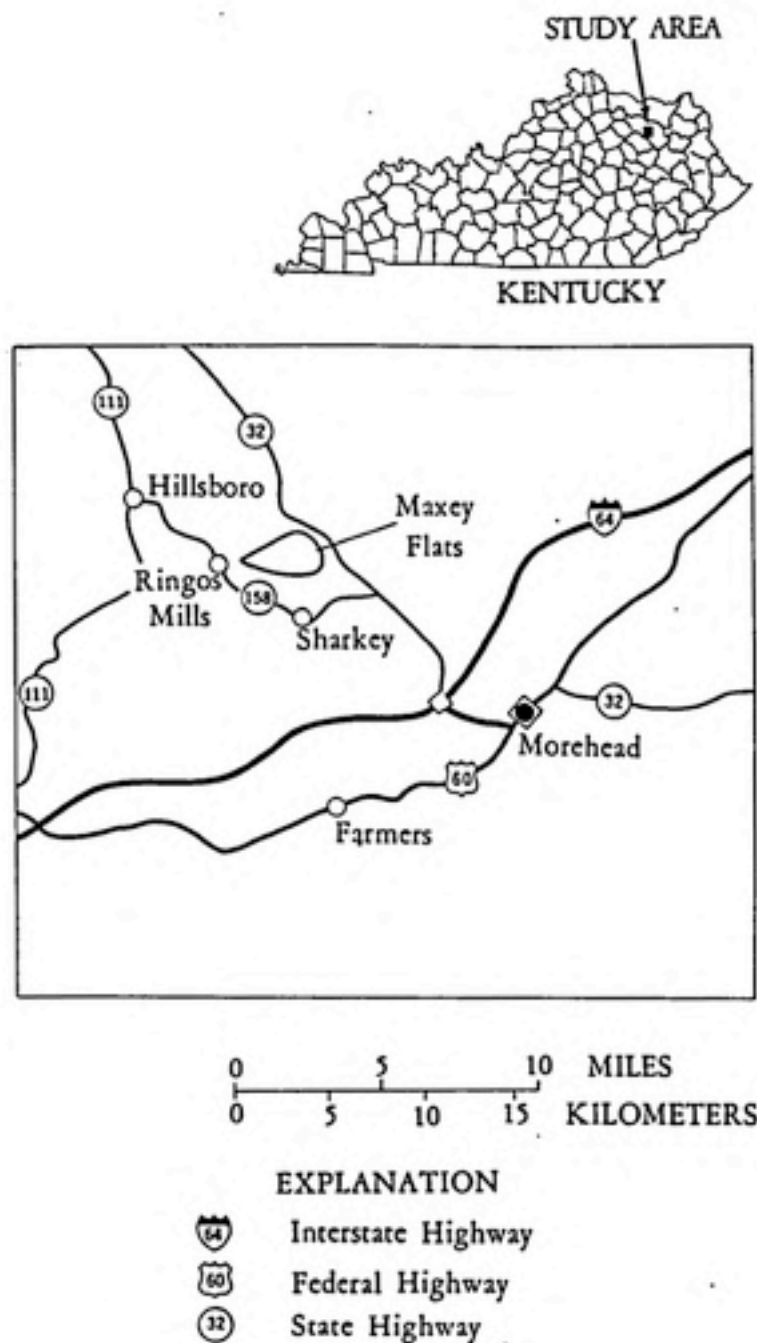 STUDY AREA
KENTUCKY
111
32
Hillsboro
Maxey
Flats
64
Ringos
Mills
158
Sharkey
111
32
Morehead
60
Farmers
0 5 10 MILES
0 5 10 15 KILOMETERS
EXPLANATION
64 Interstate Highway
60 Federal Highway
32 State Highway